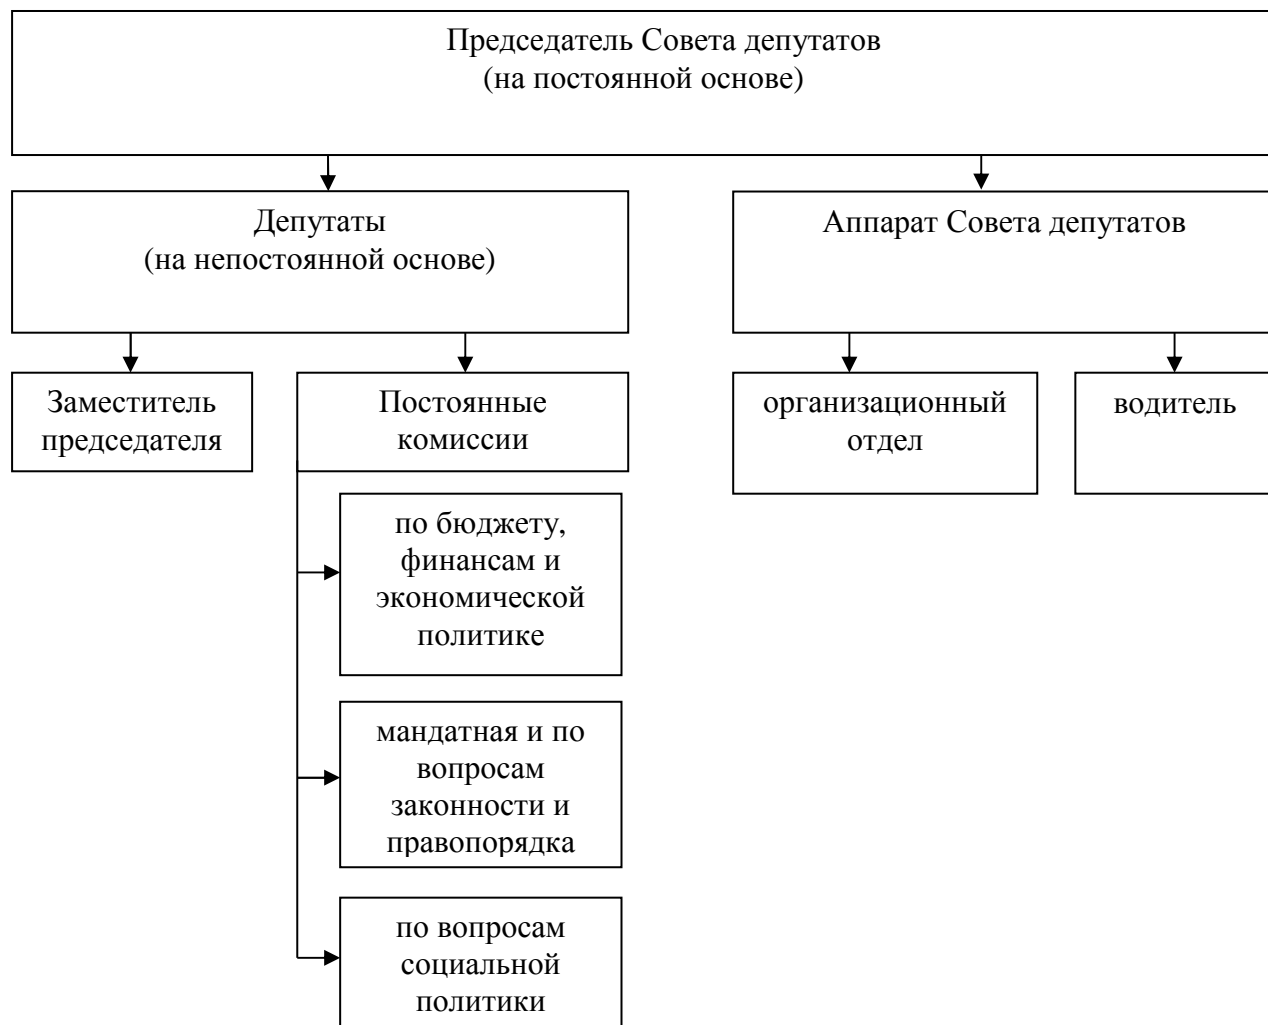 Председатель Совета депутатов
(на постоянной основе)
Депутаты
(на непостоянной основе)
Аппарат Совета депутатов
Заместитель
председателя
Постоянные
комиссии
организационный
отдел
водитель
по бюджету,
финансам и
экономической
политике
мандатная и по
вопросам
законности и
правопорядка
по вопросам
социальной
политики